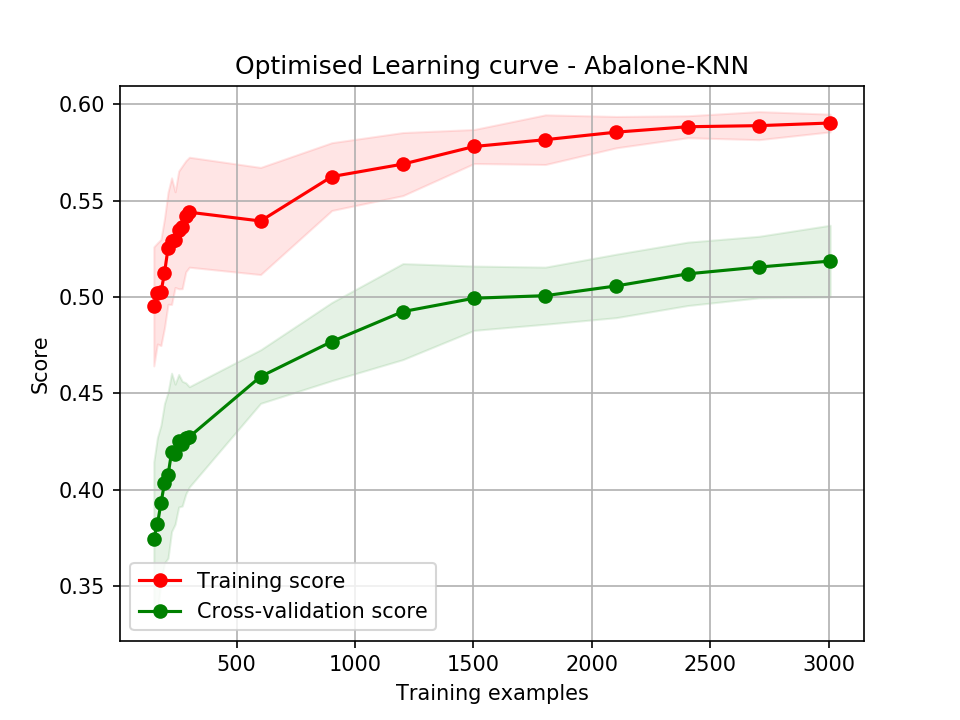 Optimised Learning curve - Abalone-KNN
Score
0.60
0.55
0.50
0.45
0.40
0.35
Training score
Cross-validation score
500
1000
1500
2000
2500
3000
Training examples